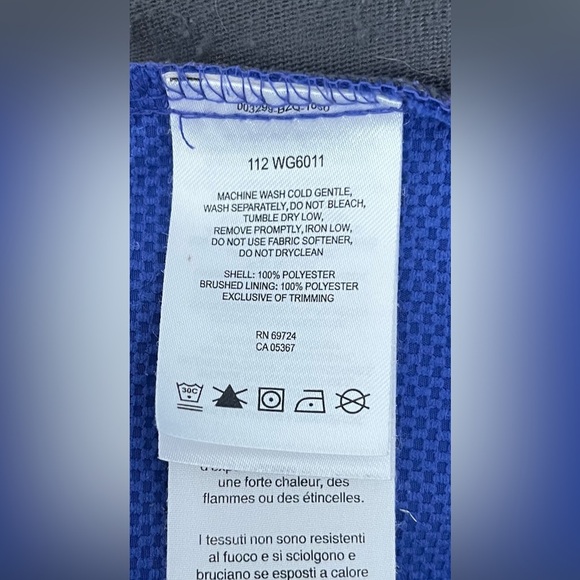 112 WG6011
MACHINE WASH COLD GENTLE,
WASH SEPARATELY, DO NOT BLEACH,
TUMBLE DRY LOW,
REMOVE PROMPTLY, IRON LOW,
DO NOT USE FABRIC SOFTENER,
DO NOT DRYCLEAN
SHELL: 100% POLYESTER
BRUSHED LINING: 100% POLYESTER
EXCLUSIVE OF TRIMMING
RN 69724
CA 05367
30C
une forte chaleur, des
flammes ou des étincelles.
I tessuti non sono resistenti
al fuoco e si sciolgono e
bruciano se esposti a calore